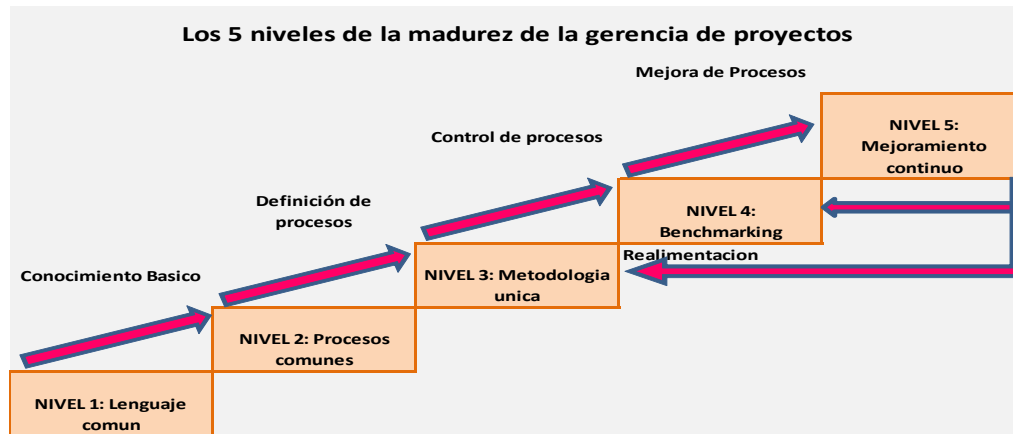 Los 5 niveles de la madurez de la gerencia de proyectos
Mejora de Procesos
NIVEL 5:
Mejoramiento
continuo
Control de procesos
NIVEL 4:
Benchmarking
Definición de
procesos
Realimentacion
NIVEL 3: Metodologia
unica
Conocimiento Basico
NIVEL 2: Procesos
comunes
NIVEL 1: Lenguaje
comun